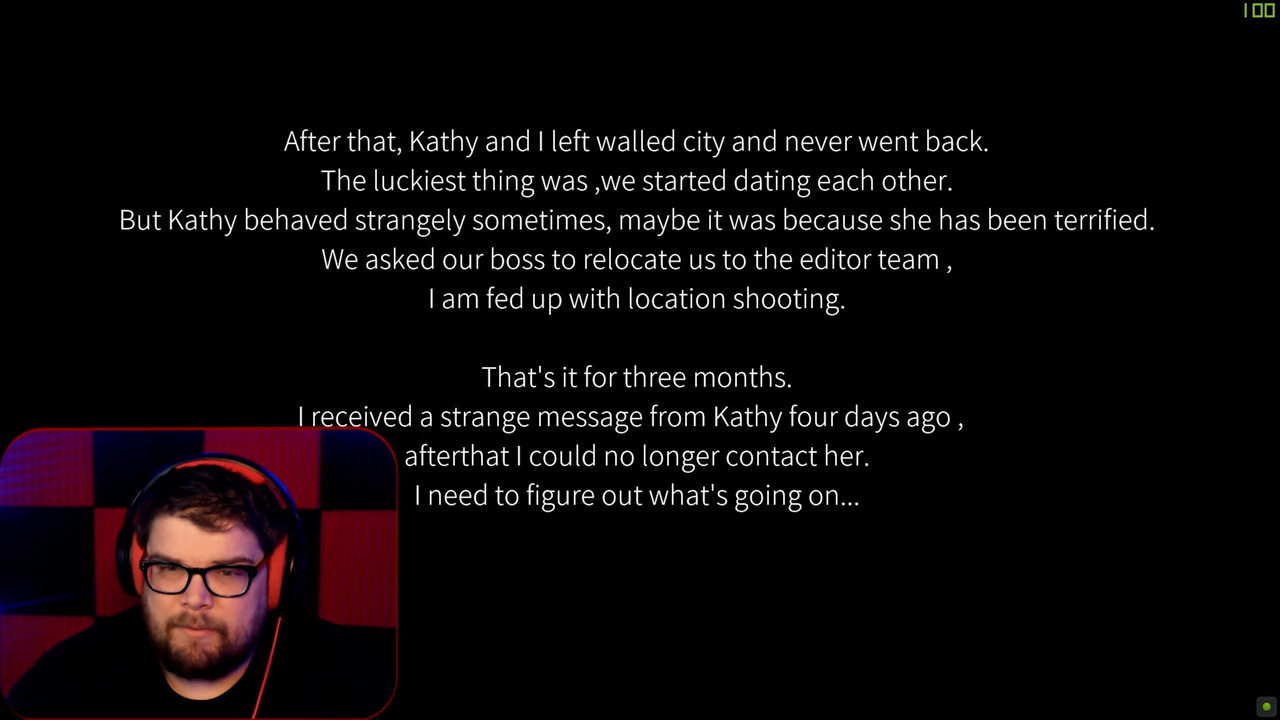 100
After that, Kathy and I left walled city and never went back.
The luckiest thing was ,we started dating each other.
But Kathy behaved strangely sometimes, maybe it was because she has been terrified.
We asked our boss to relocate us to the editor team ,
I am fed up with location shooting.
That's it for three months.
I received a strange message from Kathy four days ago ,
afterthat I could no longer contact her.
I need to figure out what's going on...